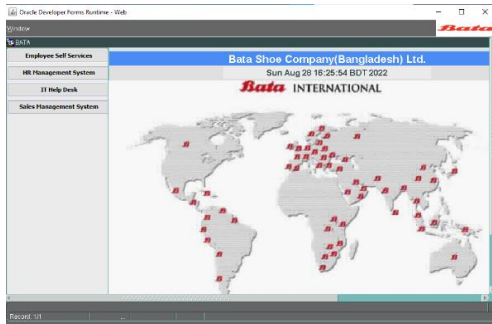 Oracle Developer Forms Runtime - Web
Window
Bata
BATA
Employee Self Services
HR Management System
IT Help Desk
Sales Management System
Bata Shoe Company(Bangladesh) Ltd.
Sun Aug 28 16:25:54 BDT 2022
Bata INTERNATIONAL
Record: 1/1
...